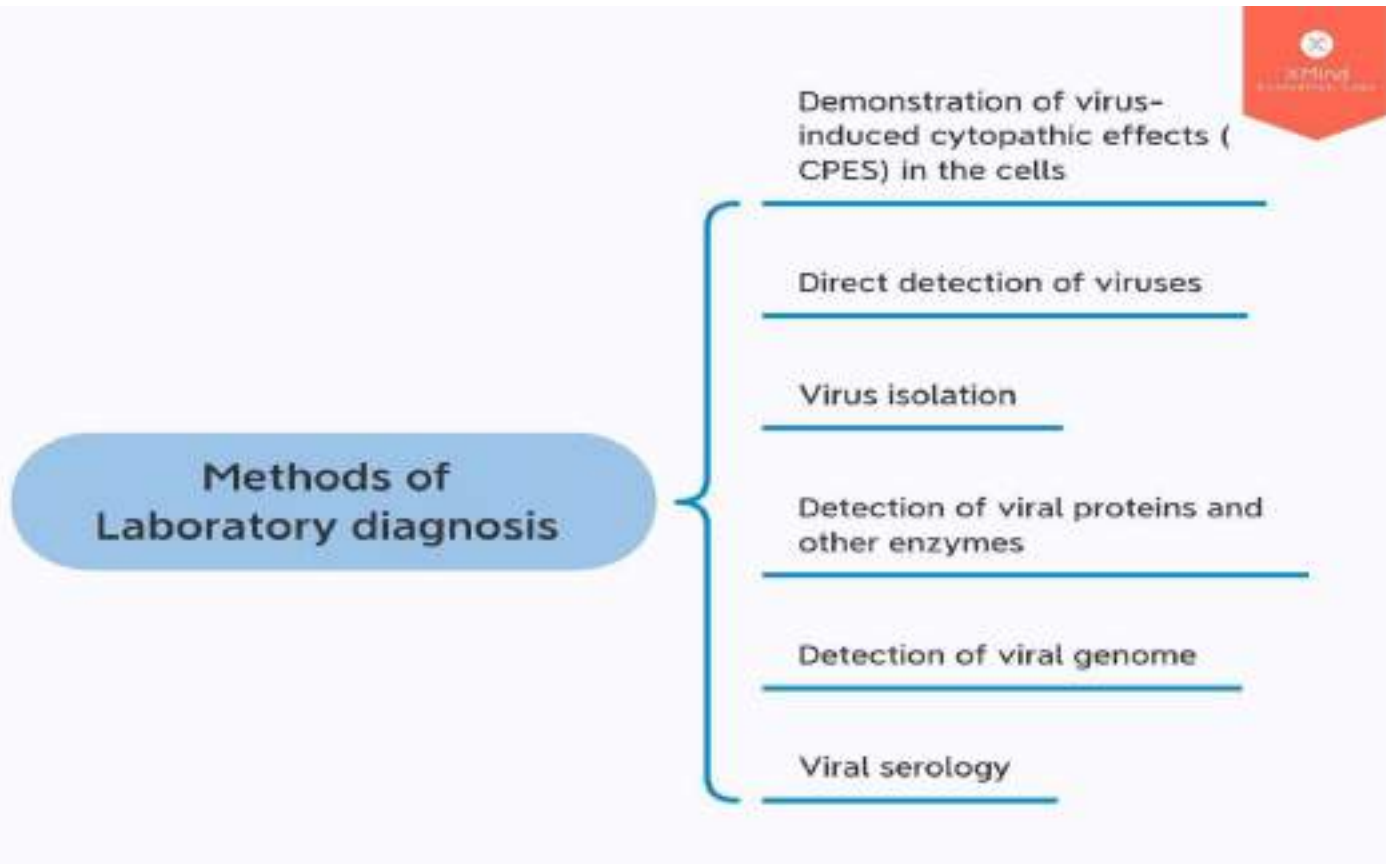 XMind
Demonstration of virus-
induced cytopathic effects (
CPES) in the cells
Direct detection of viruses
Virus isolation
Methods of
Laboratory diagnosis
Detection of viral proteins and
other enzymes
Detection of viral genome
Viral serology